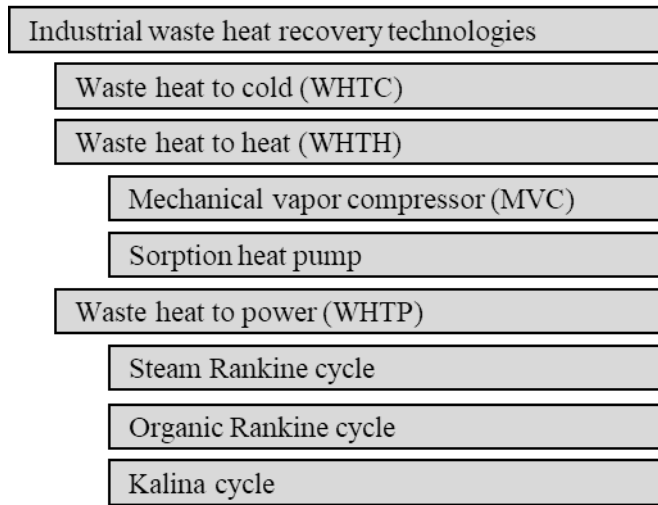 Industrial waste heat recovery technologies
Waste heat to cold (WHTC)
Waste heat to heat (WHTH)
Mechanical vapor compressor (MVC)
Sorption heat pump
Waste heat to power (WHTP)
Steam Rankine cycle
Organic Rankine cycle
Kalina cycle